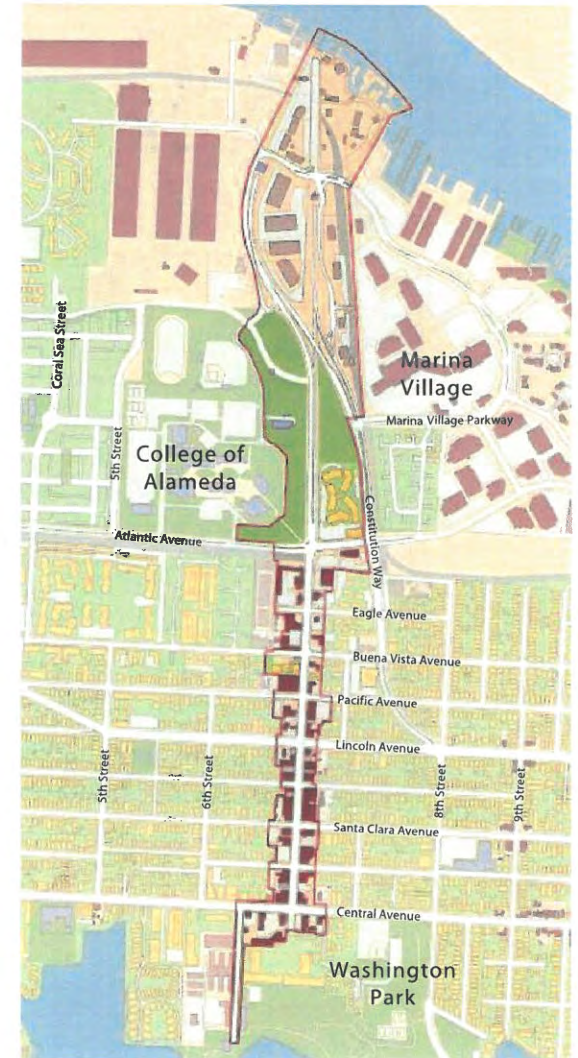 Coral Sea Street
Marina
Village
Marina Village Parkway
5th Street
College of
Alameda
Constitution Way
Atlantic Avenue
Eagle Avenue
Buena Vista Avenue
Pacific Avenue
Lincoln Avenue
5th Street
6th Street
8th Street
9th Street
Santa Clara Avenue
Central Avenue
Washington
Park